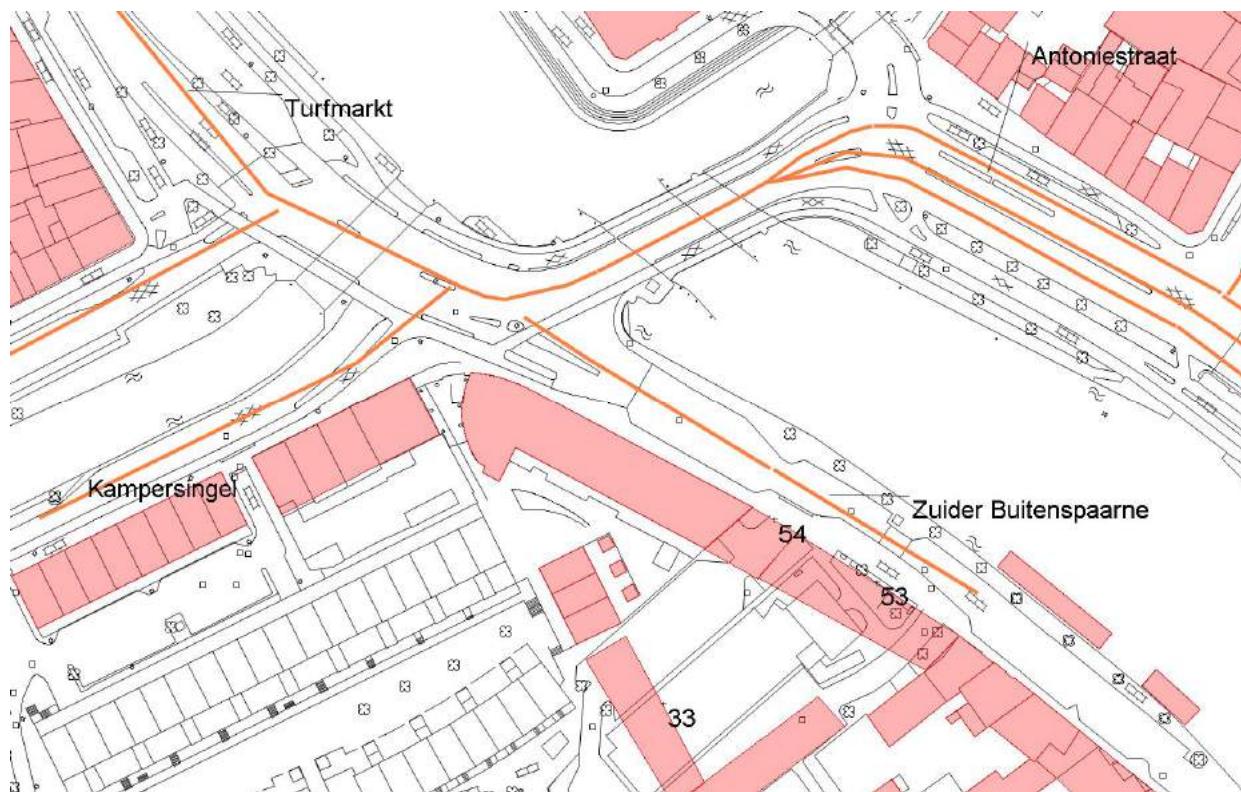 Antoniestraat
Turfmarkt
Kampersingel
Zuider Buitenspaarne
54
53
33